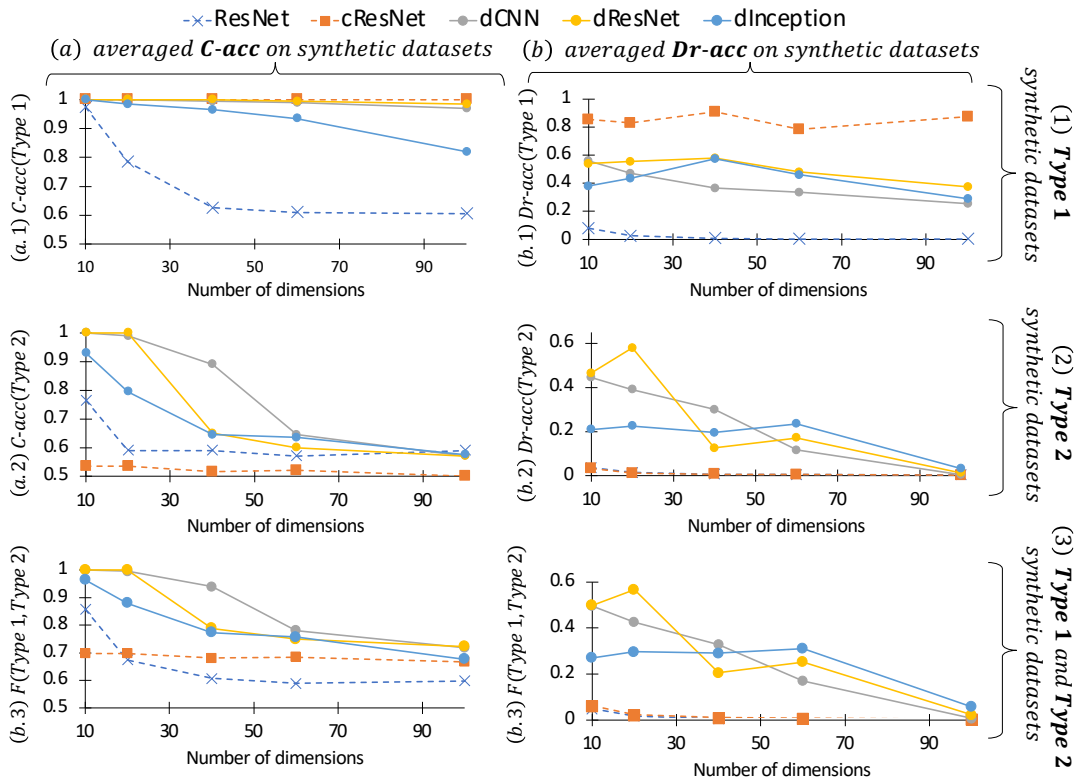 ResNet cResNet dCNN dResNet dInception
(a) averaged C-acc on synthetic datasets
(b) averaged Dr-acc on synthetic datasets
(a.1) C-acc(Type 1)
1
0.9
0.8
0.7
0.6
0.5
10 30 50 70 90
Number of dimensions
(b.1) Dr-acc(Type 1)
1
0.8
0.6
0.4
0.2
0
10 30 50 70 90
Number of dimensions
(1) Type 1
synthetic datasets
(a.2) C-acc(Type 2)
1
0.9
0.8
0.7
0.6
0.5
10 30 50 70 90
Number of dimensions
(b.2) Dr-acc(Type 2)
0.6
0.4
0.2
0
10 30 50 70 90
Number of dimensions
(2) Type 2
synthetic datasets
(b.3) F(Type 1, Type 2)
1
0.9
0.8
0.7
0.6
0.5
10 30 50 70 90
Number of dimensions
(b.3) F(Type 1, Type 2)
0.6
0.4
0.2
0
10 30 50 70 90
Number of dimensions
(3) Type 1 and Type 2
synthetic datasets